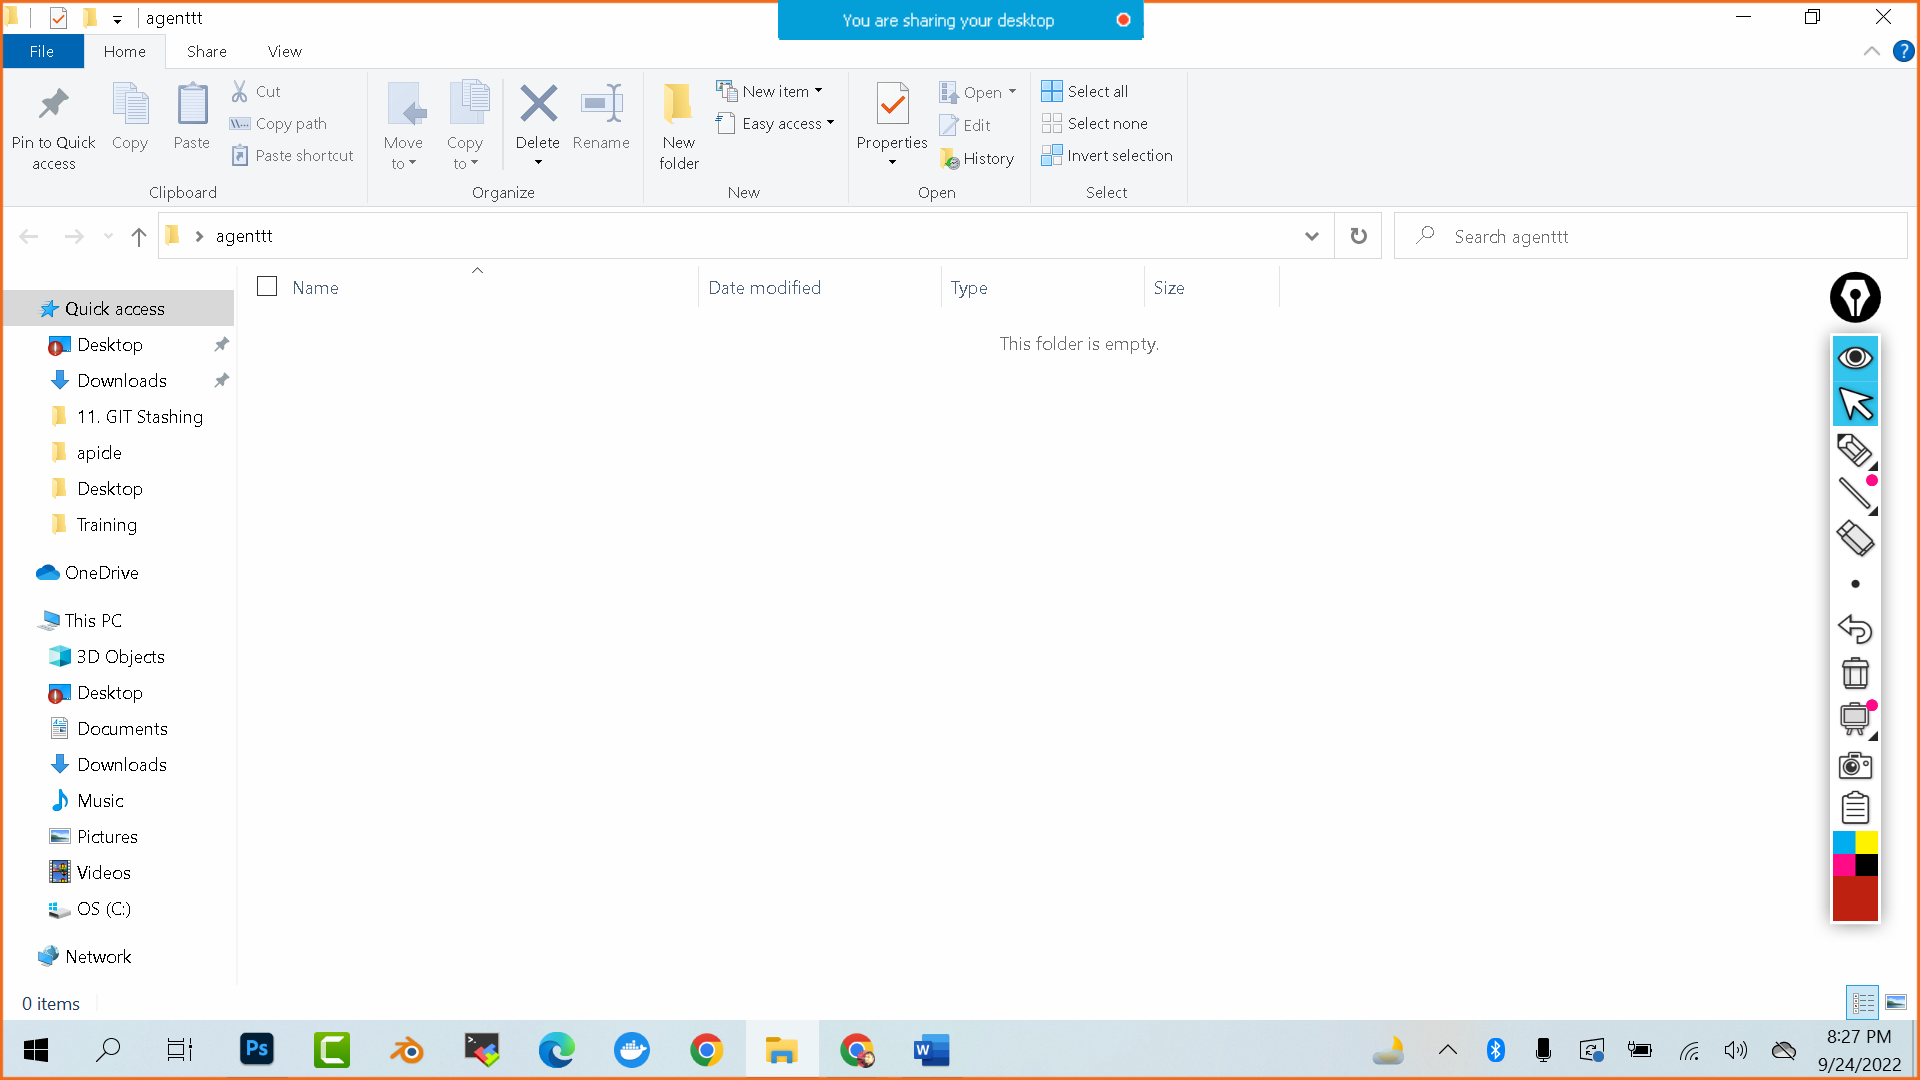 agenttt
You are sharing your desktop
File
Home
Share
View
?
Pin to Quick
access
Copy
Paste
Cut
Copy path
Paste shortcut
Clipboard
Move
to
Copy
to
Delete
Rename
Organize
New
folder
New item
Easy access
New
Properties
Open
Edit
History
Open
Select all
Select none
Invert selection
Select
agenttt
Search agenttt
Name
Date modified
Type
Size
This folder is empty.
Quick access
Desktop
Downloads
11. GIT Stashing
apicle
Desktop
Training
OneDrive
This PC
3D Objects
Desktop
Documents
Downloads
Music
Pictures
Videos
OS (C:)
Network
0 items
Ps
C
W
8:27 PM
9/24/2022